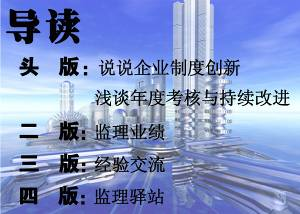 导读
头 版：说说企业制度创新
浅谈年度考核与持续改进
二 版：监理业绩
三 版：经验交流
四 版：监理驿站